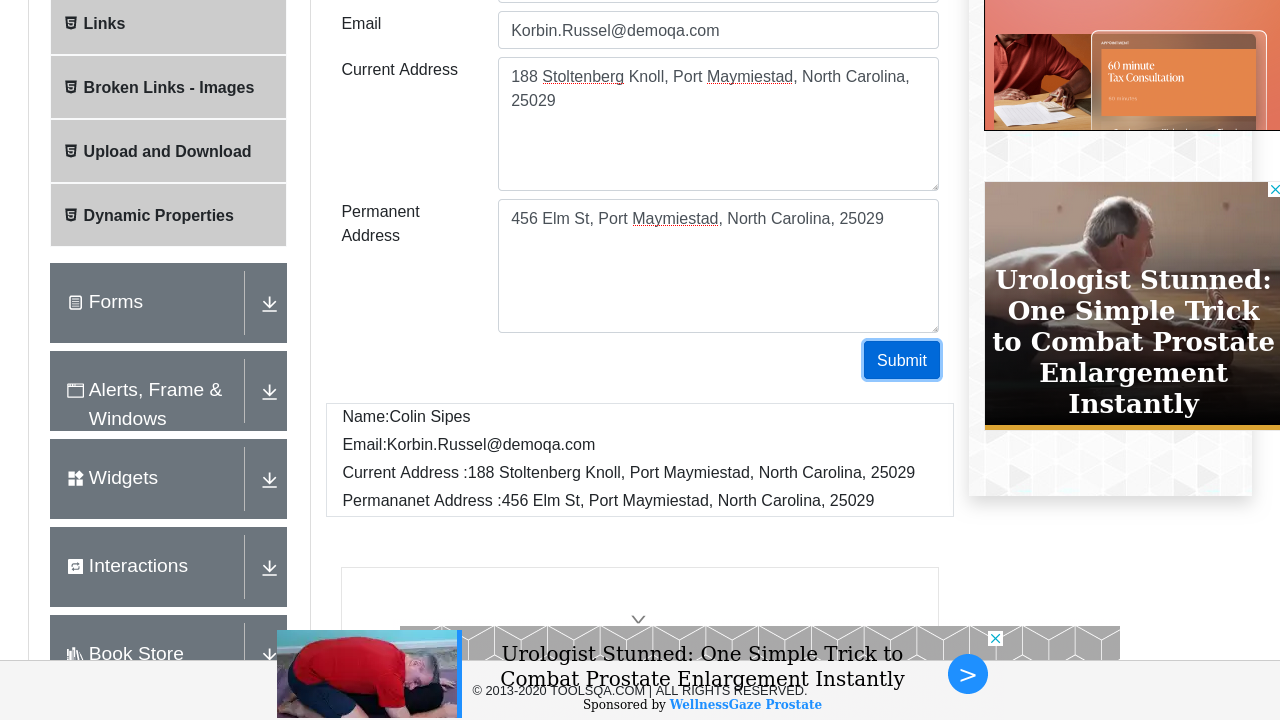 Links
Broken Links - Images
Upload and Download
Dynamic Properties
Forms
Alerts, Frame &
Windows
Widgets
Interactions
Book Store
Email
Korbin.Russel@demoqa.com
Current Address
188 Stoltenberg Knoll, Port Maymiestad, North Carolina,
25029
Permanent
Address
456 Elm St, Port Maymiestad, North Carolina, 25029
Submit
Name:Colin Sipes
Email:Korbin.Russel@demoqa.com
Current Address :188 Stoltenberg Knoll, Port Maymiestad, North Carolina, 25029
Permananet Address :456 Elm St, Port Maymiestad, North Carolina, 25029
APPOINTMENT
60 minute
Tax Consultation
Urologist Stunned:
One Simple Trick
to Combat Prostate
Enlargement
Instantly
Urologist Stunned: One Simple Trick to
Combat Prostate Enlargement Instantly
© 2013-2020 TOOLSQA.COM | ALL RIGHTS RESERVED.
Sponsored by WellnessGaze Prostate
>